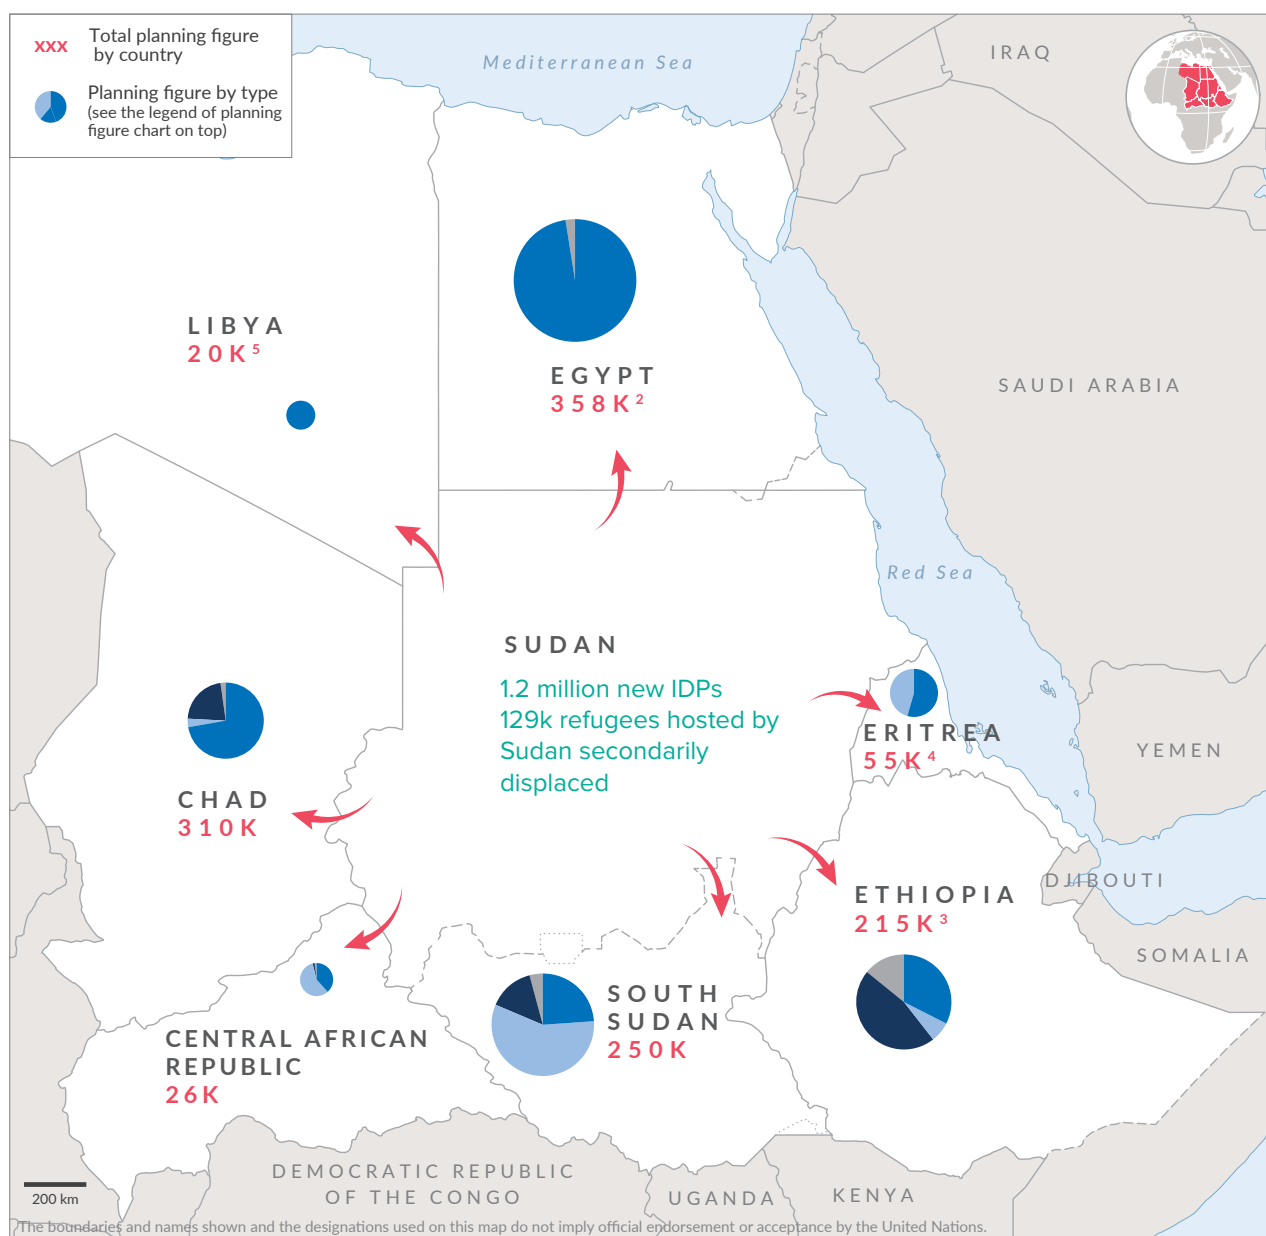 xxx
Total planning figure
by country
Planning figure by type
(see the legend of planning
figure chart on top)
Mediterranean Sea
IRAQ
LIBYA
20K⁵
EGYPT
358K²
SAUDI ARABIA
Red Sea
SUDAN
1.2 million new IDPs
129k refugees hosted by
Sudan secondarily
displaced
ERITREA
55K⁴
YEMEN
CHAD
310K
DJIBOUTI
ETHIOPIA
215K³
SOMALIA
SOUTH
SUDAN
250K
CENTRAL AFRICAN
REPUBLIC
26K
DEMOCRATIC REPUBLIC
OF THE CONGO
UGANDA
KENYA
200 km
The boundaries and names shown and the designations used on this map do not imply official endorsement or acceptance by the United Nations.